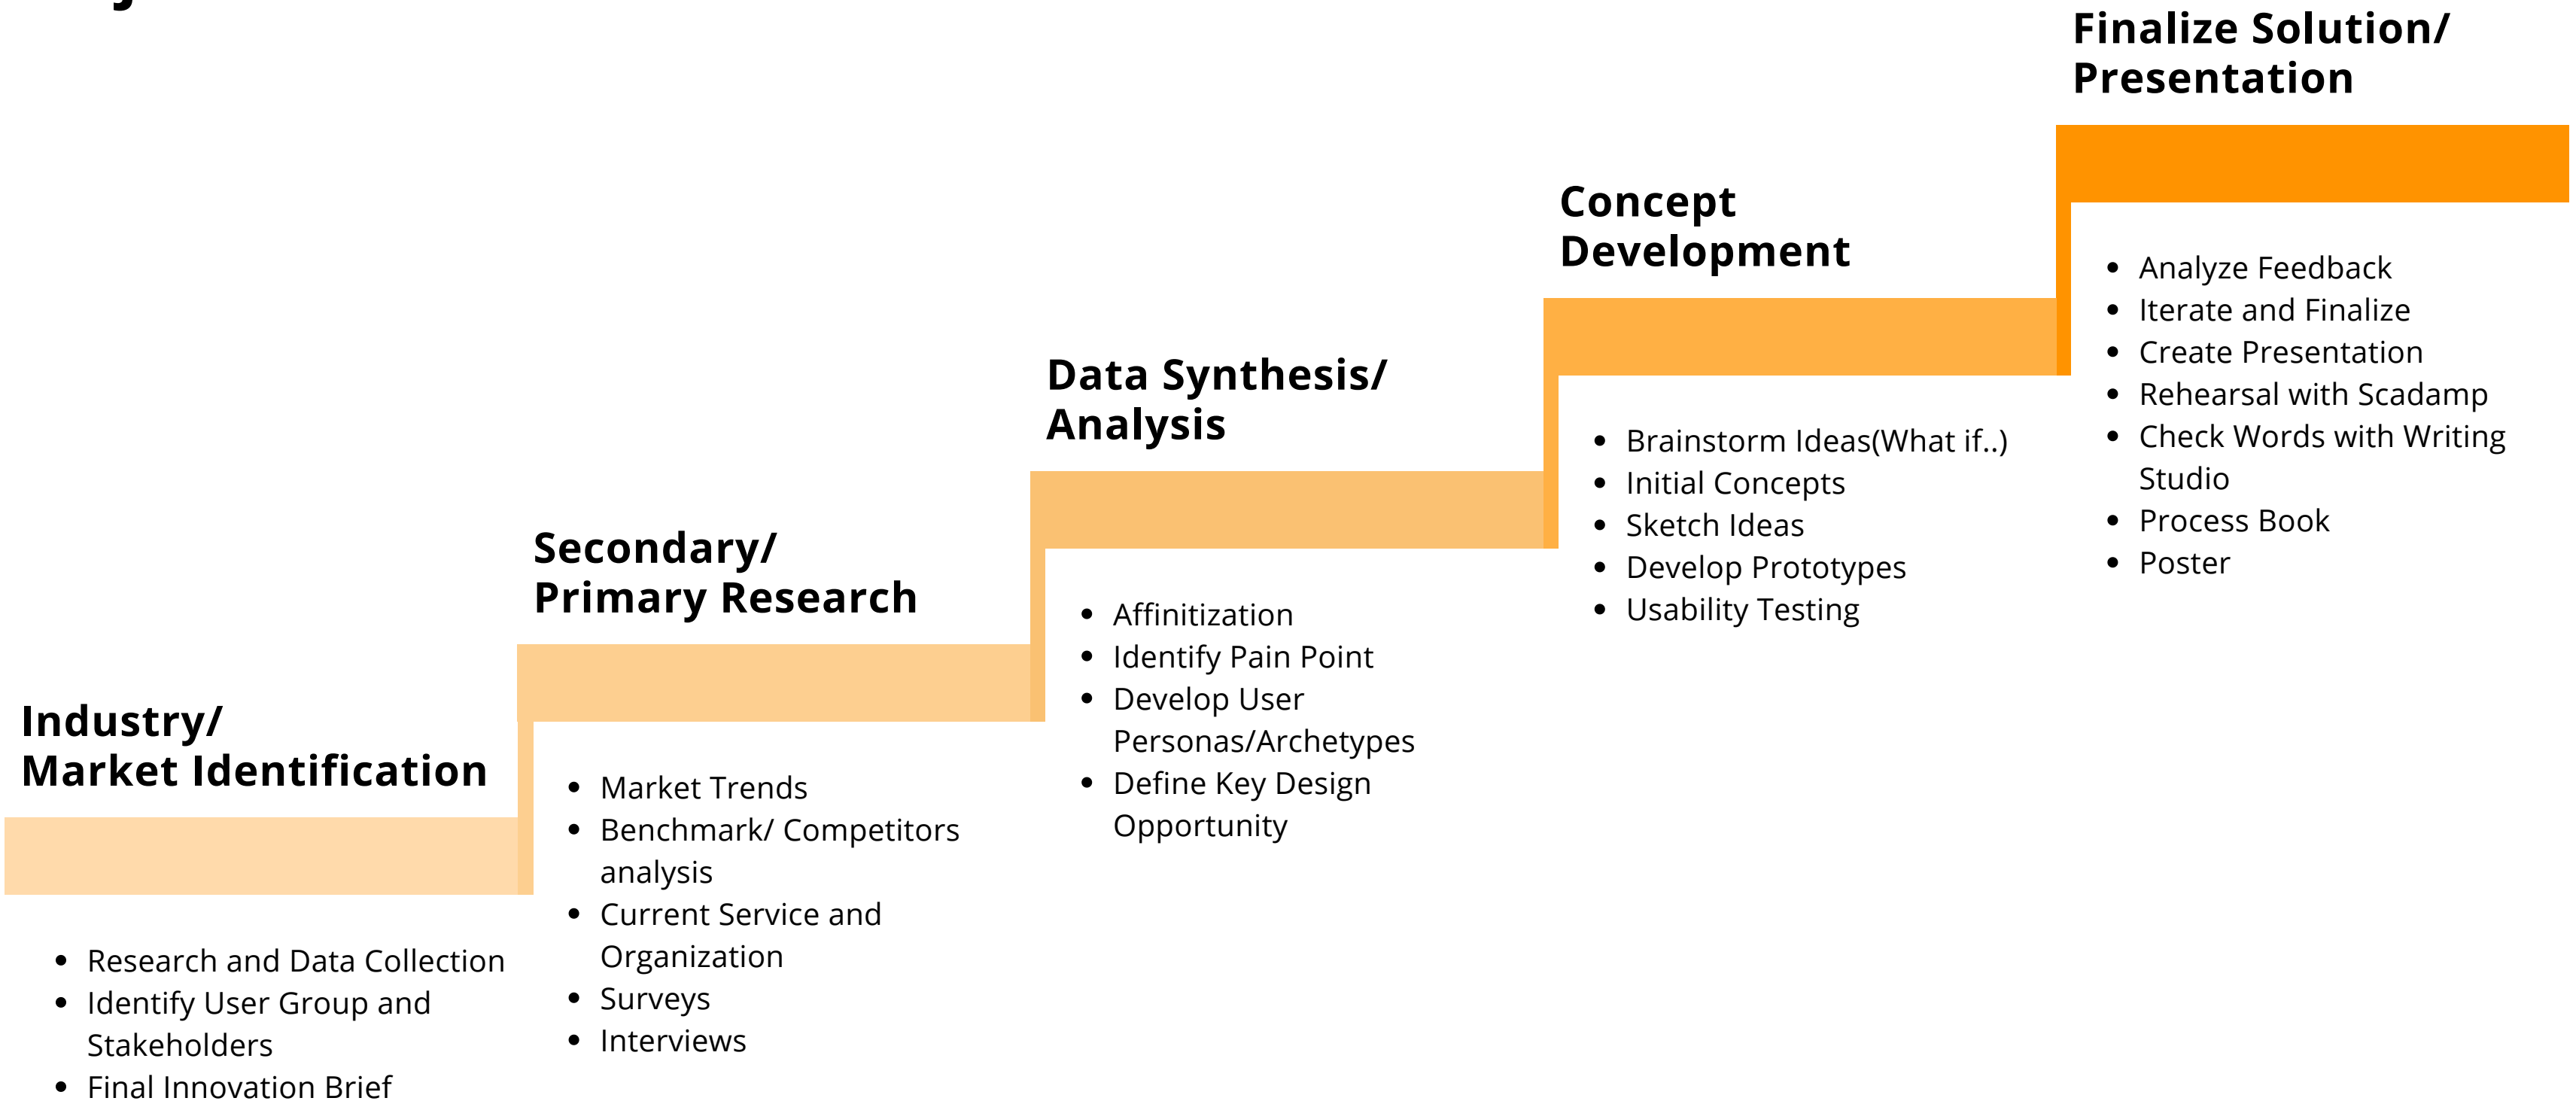 Industry/
Market Identification
Research and Data Collection
Identify User Group and
Stakeholders
Final Innovation Brief
Secondary/
Primary Research
Market Trends
Benchmark/ Competitors
analysis
Current Service and
Organization
Surveys
Interviews
Data Synthesis/
Analysis
Affinitization
Identify Pain Point
Develop User
Personas/Archetypes
Define Key Design
Opportunity
Concept
Development
Brainstorm Ideas(What if..)
Initial Concepts
Sketch Ideas
Develop Prototypes
Usability Testing
Finalize Solution/
Presentation
Analyze Feedback
Iterate and Finalize
Create Presentation
Rehearsal with Scadamp
Check Words with Writing
Studio
Process Book
Poster